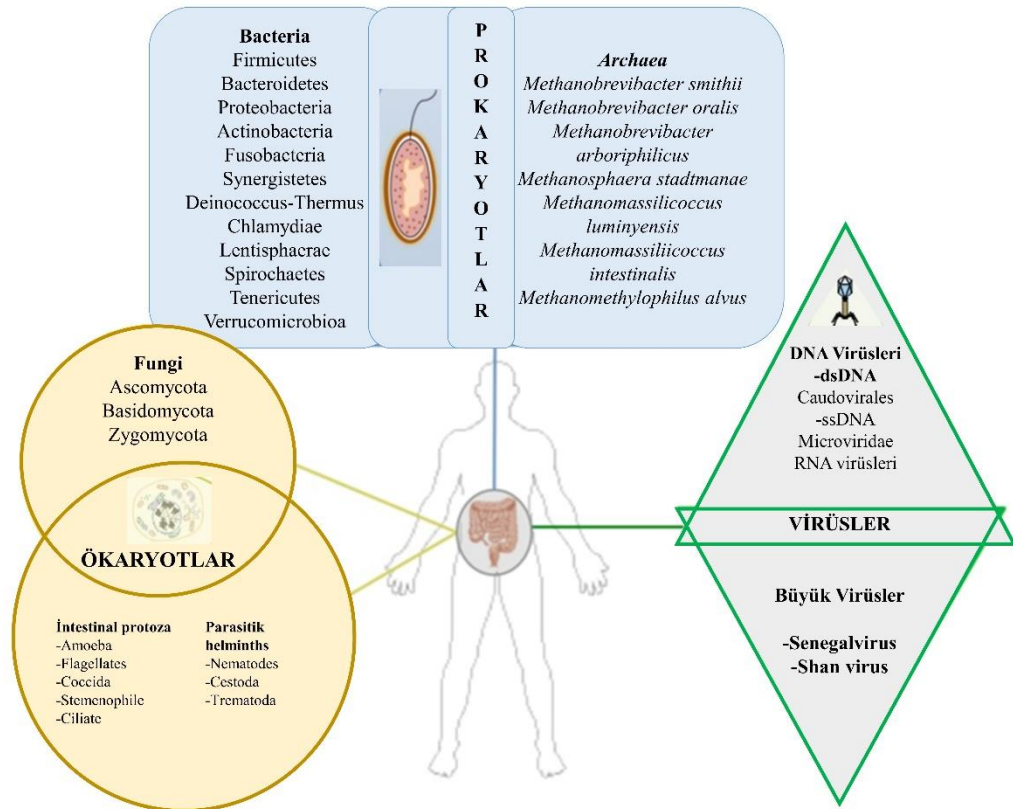 Bacteria
Firmicutes
Bacteroidetes
Proteobacteria
Actinobacteria
Fusobacteria
Synergistetes
Deinococcus-Thermus
Chlamydiae
Lentisphaerae
Spirochaetes
Tenericutes
Verrucomicrobioa
P
R
O
K
A
R
Y
O
T
L
A
R
Archaea
Methanobrevibacter smithii
Methanobrevibacter oralis
Methanobrevibacter
arboriphilicus
Methanosphaera stadtmanae
Methanomassilicoccus
luminyensis
Methanomassiliicoccus
intestinalis
Methanomethylophilus alvus
Fungi
Ascomycota
Basidomycota
Zygomycota
ÖKARYOTLAR
İntestinal protoza
-Amoeba
-Flagellates
-Coccida
-Stemenophile
-Ciliate
Parasitik
helminths
-Nematodes
-Cestoda
-Trematoda
DNA Virüsleri
-dsDNA
Caudovirales
-ssDNA
Microviridae
RNA virüsleri
VİRÜSLER
Büyük Virüsler
-Senegalvirus
-Shan virus